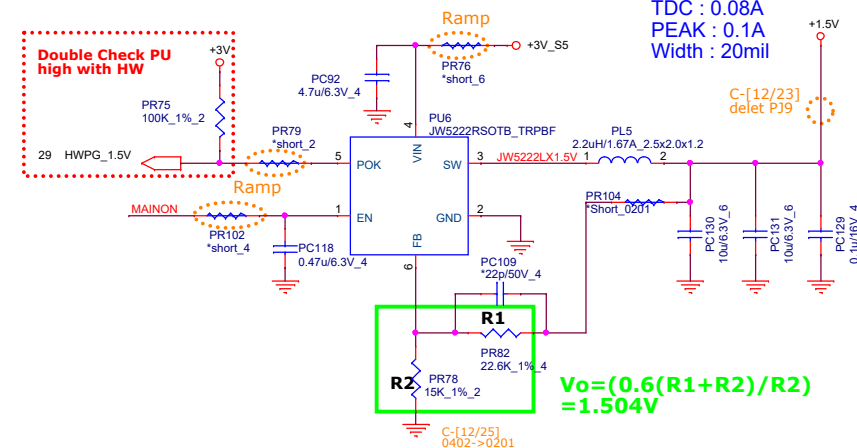 TDC : 0.08A
PEAK : 0.1A
Width : 20mil
Ramp
+1.5V
Double Check PU
high with HW
+3V
+3V_S5
PR76
*short_6
PC92
4.7u/6.3V_4
C-[12/23]
delet PJ9
PR75
100K_1%_2
PU6
JW5222RSOTB_TRPBF
PR79
*short_2
PL5
2.2uH/1.67A_2.5x2.0x1.2
29 HWPG_1.5V
5 POK
4 VIN
SW 3
JW5222LX1.5V
1 2
Ramp
PR104
*Short_0201
MAINON
1 EN
GND 2
PR102
*short_4
FB 6
PC118
0.47u/6.3V_4
PC130
10u/6.3V_6
PC131
10u/6.3V_6
PC129
0.1u/16V_4
PC109
*22p/50V_4
R1
PR82
22.6K_1%_4
R2
PR78
15K_1%_2
Vo=(0.6(R1+R2)/R2)
=1.504V
C-[12/25]
0402->0201